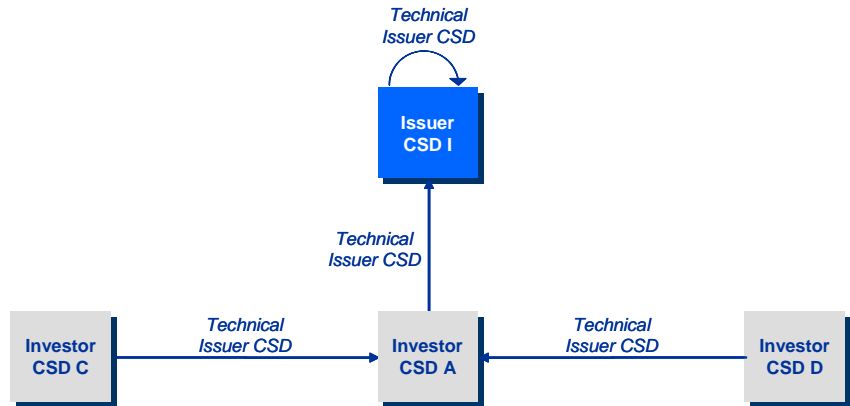 Technical
Issuer CSD
Issuer
CSD I
Technical
Issuer CSD
Investor
CSD C
Technical
Issuer CSD
Investor
CSD A
Technical
Issuer CSD
Investor
CSD D